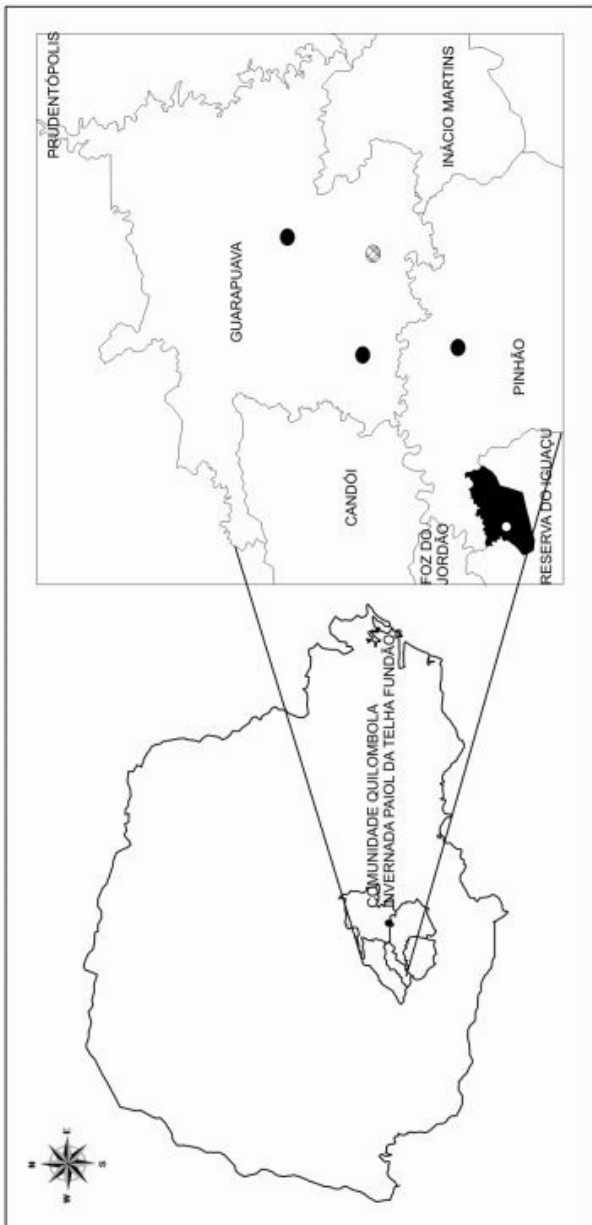 N
W
E
S
COMUNIDADE QUILOMBOLA
INVERNADA PAIOL DA TELHA FUNDÃO
PRUDENTÓPOLIS
GUARAPUAVA
CANDÓI
INÁCIO MARTINS
FOZ DO
JORDÃO
PINHÃO
RESERVA DO IGUAÇU